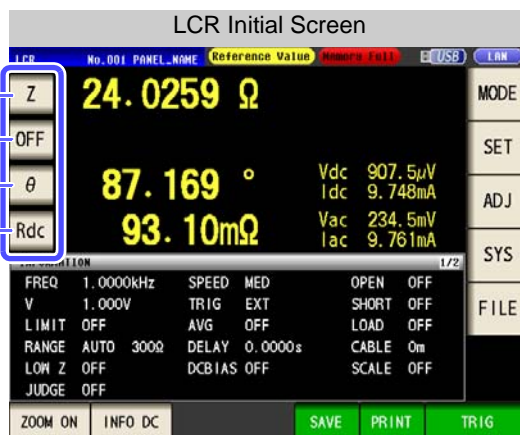 LCR Initial Screen
LCR No.001 PANEL_NAME Reference Value Memory Full USB LAN
Z 24.0259 Ω MODE
OFF SET
θ 87.169 ° Vdc 907.5μV
Idc 9.748mA ADJ
Rdc 93.10mΩ Vac 234.5mV
Iac 9.761mA SYS
INFORMATION 1/2
FREQ 1.0000kHz SPEED MED OPEN OFF
V 1.000V TRIG EXT SHORT OFF FILE
LIMIT OFF AVG OFF LOAD OFF
RANGE AUTO 300Ω DELAY 0.0000s CABLE 0m
LOW Z OFF DCBIAS OFF SCALE OFF
JUDGE OFF
ZOOM ON INFO DC SAVE PRINT TRIG